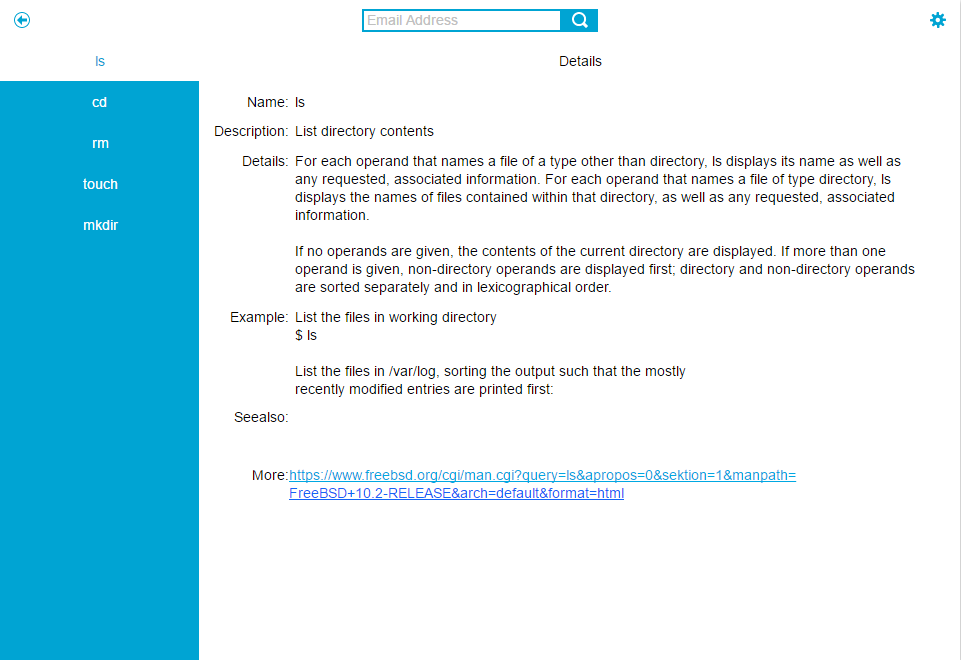 Email Address
ls
Details
cd
rm
touch
mkdir
Name: ls
Description: List directory contents
Details: For each operand that names a file of a type other than directory, ls displays its name as well as
any requested, associated information. For each operand that names a file of type directory, ls
displays the names of files contained within that directory, as well as any requested, associated
information.
If no operands are given, the contents of the current directory are displayed. If more than one
operand is given, non-directory operands are displayed first; directory and non-directory operands
are sorted separately and in lexicographical order.
Example: List the files in working directory
$ ls
List the files in /var/log, sorting the output such that the mostly
recently modified entries are printed first:
Seealso:
More:https://www.freebsd.org/cgi/man.cgi?query=ls&apropos=0&sektion=1&manpath=
FreeBSD+10.2-RELEASE&arch=default&format=html